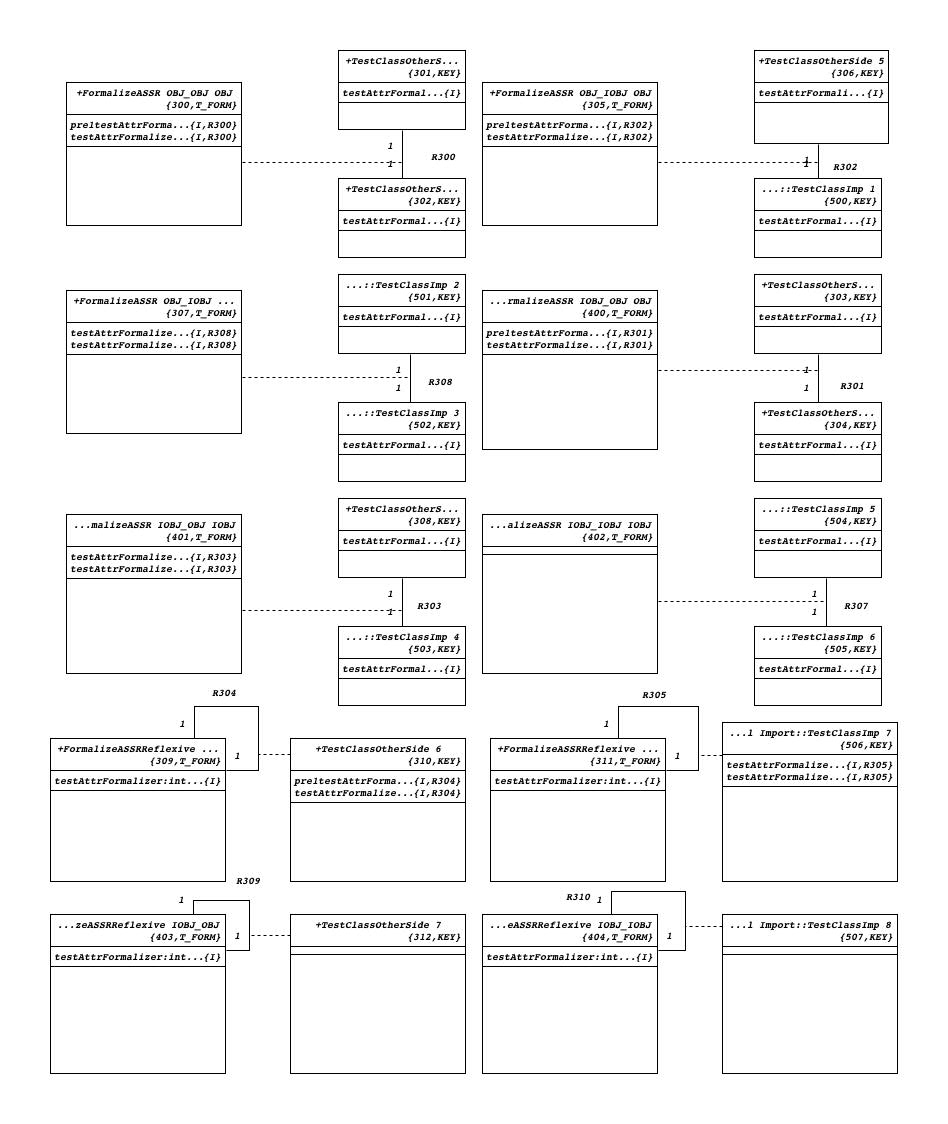 +TestClassOtherS...
{301,KEY}
testAttrFormal...{I}
+TestClassOtherSide 5
{306,KEY}
testAttrFormali...{I}
+FormalizeASSR OBJ_OBJ OBJ
{300,T_FORM}
pre1testAttrForma...{I,R300}
testAttrFormalize...{I,R300}
+FormalizeASSR OBJ_IOBJ OBJ
{305,T_FORM}
pre1testAttrForma...{I,R302}
testAttrFormalize...{I,R302}
1
R300
1
1
R302
1
+TestClassOtherS...
{302,KEY}
testAttrFormal...{I}
...::TestClassImp 1
{500,KEY}
testAttrFormal...{I}
+FormalizeASSR OBJ_IOBJ ...
{307,T_FORM}
testAttrFormalize...{I,R308}
testAttrFormalize...{I,R308}
...::TestClassImp 2
{501,KEY}
testAttrFormal...{I}
...rmalizeASSR IOBJ_OBJ OBJ
{400,T_FORM}
pre1testAttrForma...{I,R301}
testAttrFormalize...{I,R301}
+TestClassOtherS...
{303,KEY}
testAttrFormal...{I}
1
R308
1
1
R301
1
...::TestClassImp 3
{502,KEY}
testAttrFormal...{I}
+TestClassOtherS...
{304,KEY}
testAttrFormal...{I}
...malizeASSR IOBJ_OBJ IOBJ
{401,T_FORM}
testAttrFormalize...{I,R303}
testAttrFormalize...{I,R303}
+TestClassOtherS...
{308,KEY}
testAttrFormal...{I}
...alizeASSR IOBJ_IOBJ IOBJ
{402,T_FORM}
...::TestClassImp 5
{504,KEY}
testAttrFormal...{I}
1
R303
1
1
R307
1
...::TestClassImp 4
{503,KEY}
testAttrFormal...{I}
...::TestClassImp 6
{505,KEY}
testAttrFormal...{I}
R304
1
1
R305
1
1
+FormalizeASSRReflexive ...
{309,T_FORM}
testAttrFormalizer:int...{I}
+TestClassOtherSide 6
{310,KEY}
pre1testAttrForma...{I,R304}
testAttrFormalize...{I,R304}
+FormalizeASSRReflexive ...
{311,T_FORM}
testAttrFormalizer:int...{I}
...l Import::TestClassImp 7
{506,KEY}
testAttrFormalize...{I,R305}
testAttrFormalize...{I,R305}
R309
1
1
R310
1
1
...zeASSRReflexive IOBJ_OBJ
{403,T_FORM}
testAttrFormalizer:int...{I}
+TestClassOtherSide 7
{312,KEY}
...eASSRReflexive IOBJ_IOBJ
{404,T_FORM}
testAttrFormalizer:int...{I}
...l Import::TestClassImp 8
{507,KEY}